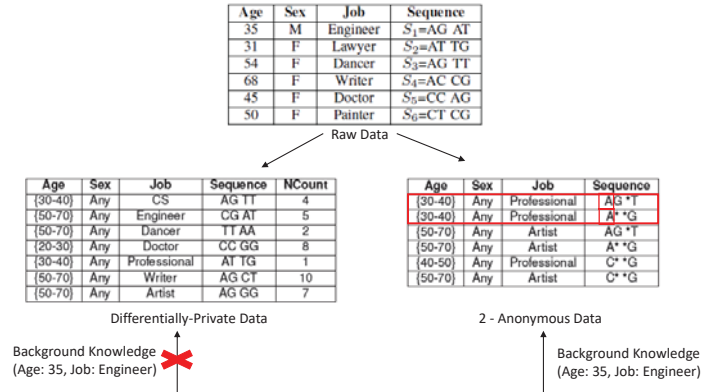 Age Sex Job Sequence
35 M Engineer S1=AG AT
31 F Lawyer S2=AT TG
54 F Dancer S3=AG TT
68 F Writer S4=AC CG
45 F Doctor S5=CC AG
50 F Painter S6=CT CG
Raw Data
Age Sex Job Sequence NCount
{30-40} Any CS AG TT 4
{50-70} Any Engineer CG AT 5
{50-70} Any Dancer TT AA 2
{20-30} Any Doctor CC GG 8
{30-40} Any Professional AT TG 1
{50-70} Any Writer AG CT 10
{50-70} Any Artist AG GG 7
Differentially-Private Data
Age Sex Job Sequence
{30-40} Any Professional AG *T
{30-40} Any Professional A* *G
{50-70} Any Artist AG *T
{50-70} Any Artist A* *G
{40-50} Any Professional C* *G
{50-70} Any Artist C* *G
2 - Anonymous Data
Background Knowledge
(Age: 35, Job: Engineer)
Background Knowledge
(Age: 35, Job: Engineer)